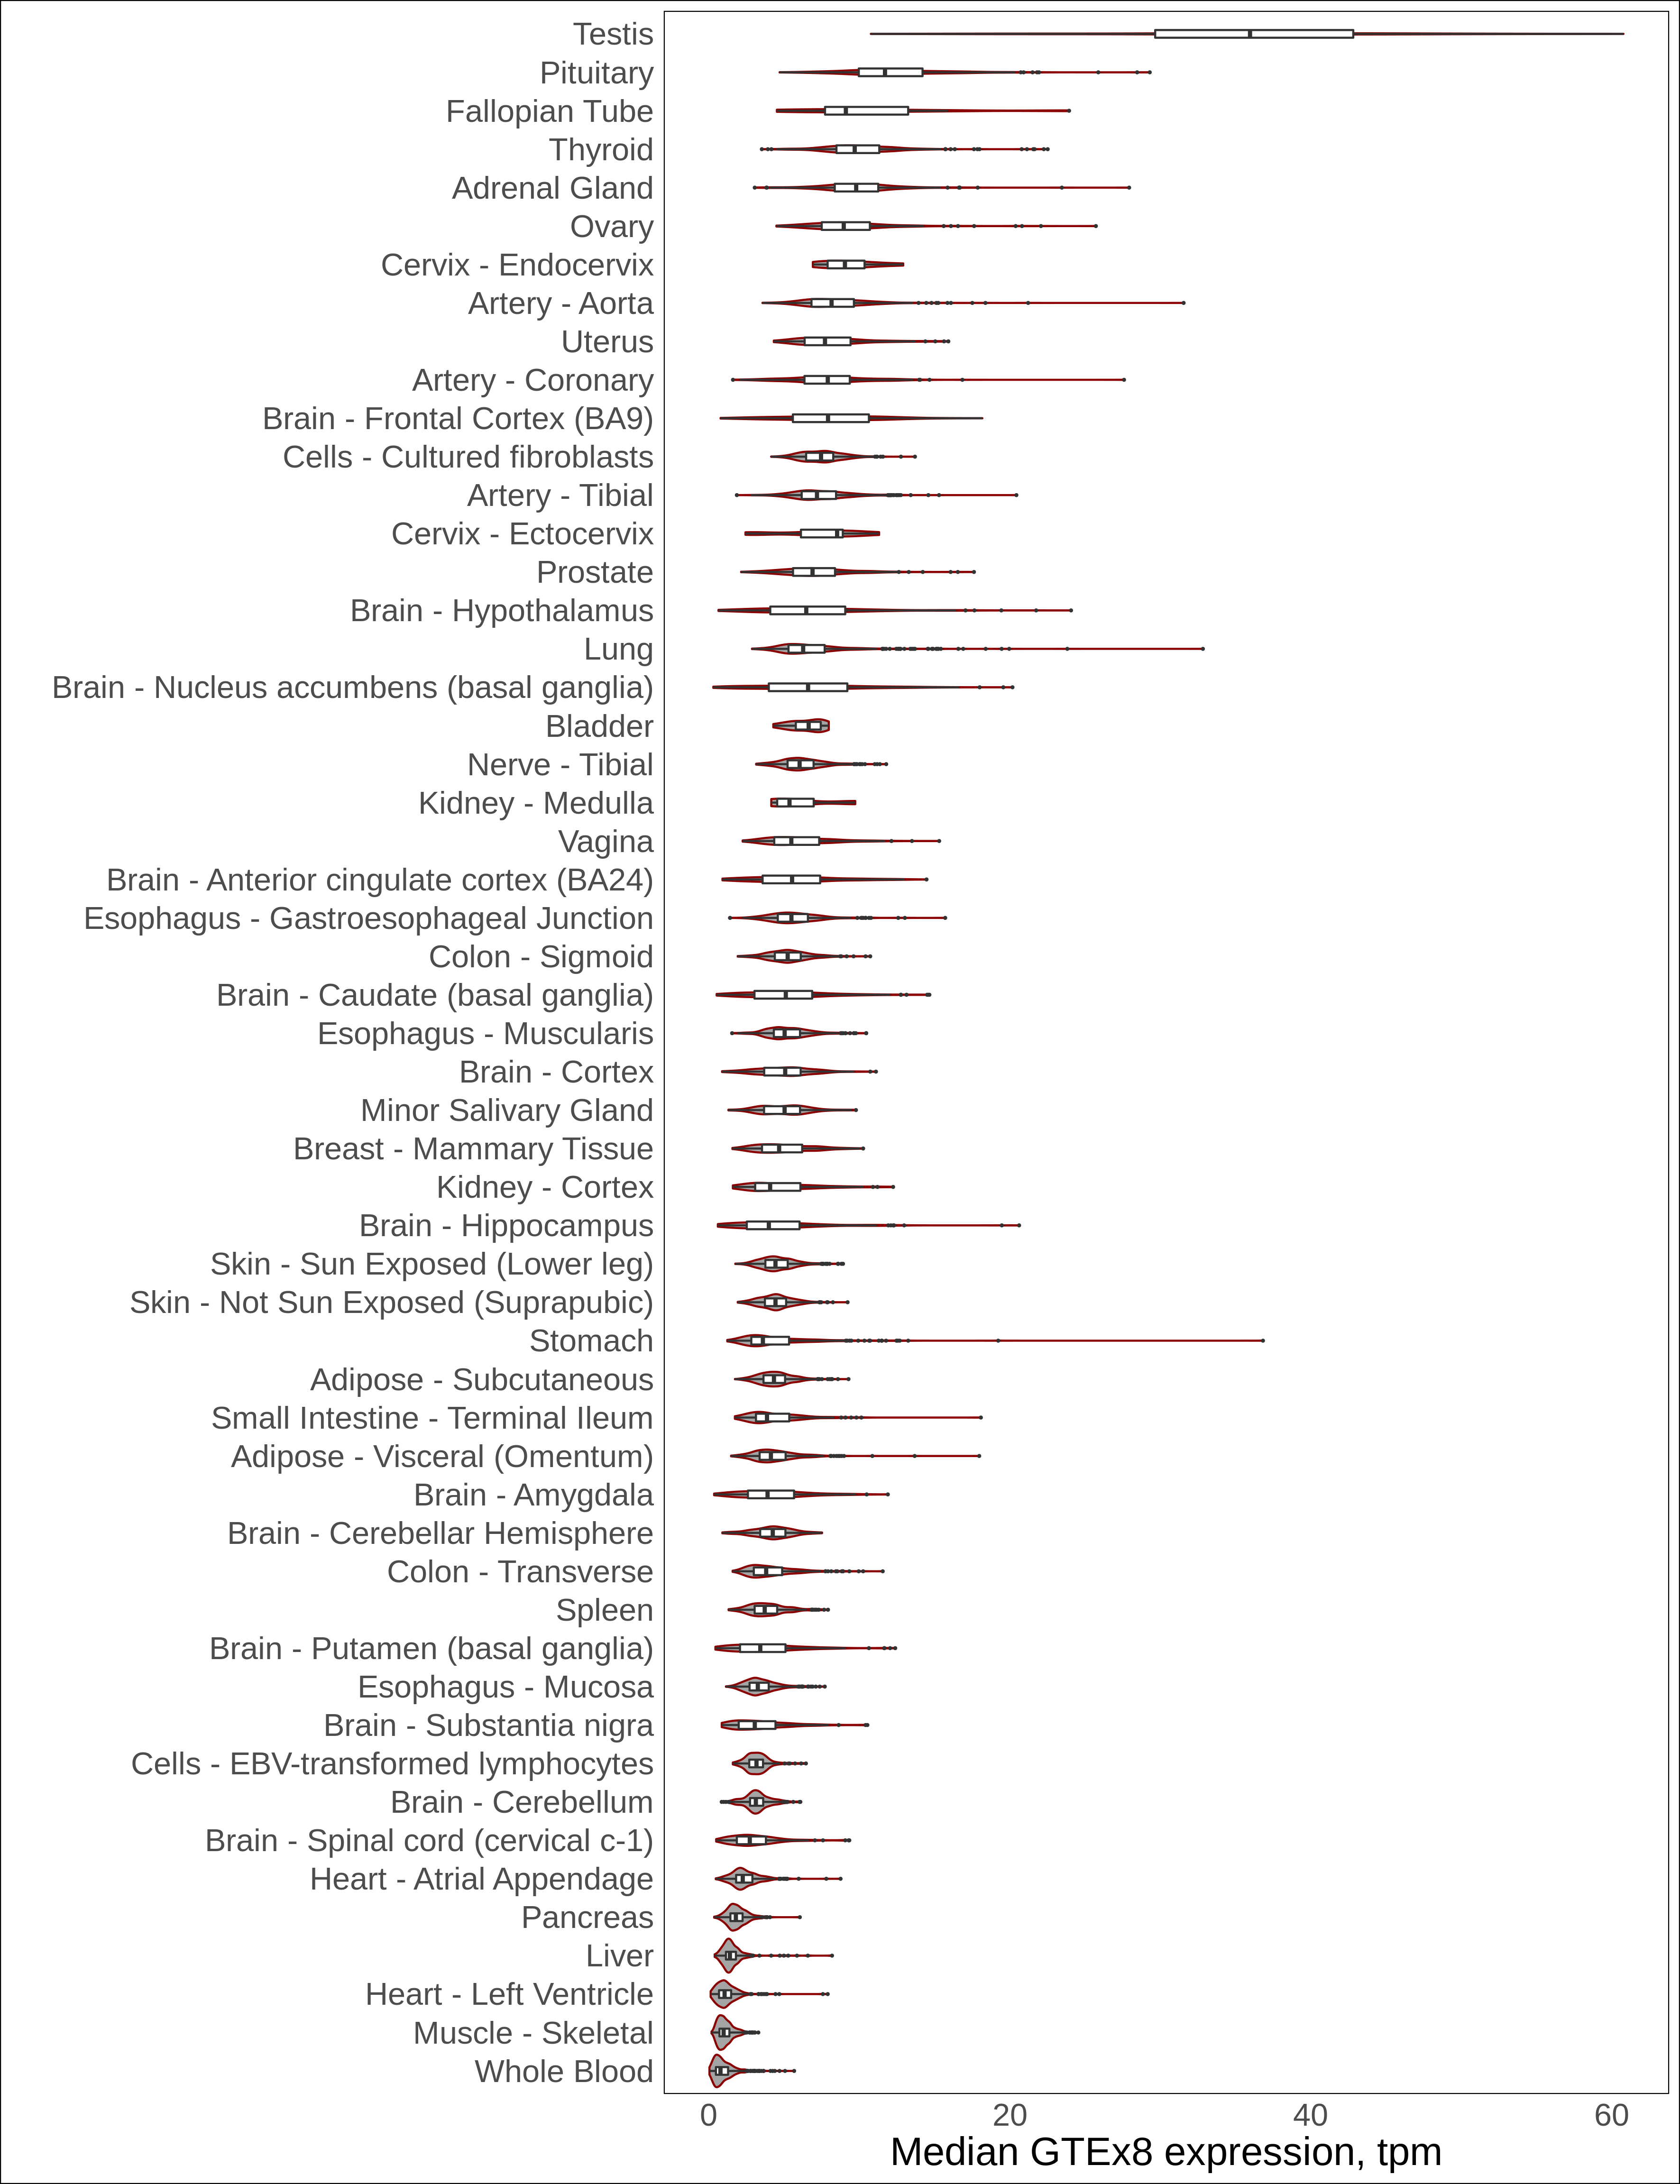 Testis
Pituitary
Fallopian Tube
Thyroid
Adrenal Gland
Ovary
Cervix - Endocervix
Artery - Aorta
Uterus
Artery - Coronary
Brain - Frontal Cortex (BA9)
Cells - Cultured fibroblasts
Artery - Tibial
Cervix - Ectocervix
Prostate
Brain - Hypothalamus
Lung
Brain - Nucleus accumbens (basal ganglia)
Bladder
Nerve - Tibial
Kidney - Medulla
Vagina
Brain - Anterior cingulate cortex (BA24)
Esophagus - Gastroesophageal Junction
Colon - Sigmoid
Brain - Caudate (basal ganglia)
Esophagus - Muscularis
Brain - Cortex
Minor Salivary Gland
Breast - Mammary Tissue
Kidney - Cortex
Brain - Hippocampus
Skin - Sun Exposed (Lower leg)
Skin - Not Sun Exposed (Suprapubic)
Stomach
Adipose - Subcutaneous
Small Intestine - Terminal Ileum
Adipose - Visceral (Omentum)
Brain - Amygdala
Brain - Cerebellar Hemisphere
Colon - Transverse
Spleen
Brain - Putamen (basal ganglia)
Esophagus - Mucosa
Brain - Substantia nigra
Cells - EBV-transformed lymphocytes
Brain - Cerebellum
Brain - Spinal cord (cervical c-1)
Heart - Atrial Appendage
Pancreas
Liver
Heart - Left Ventricle
Muscle - Skeletal
Whole Blood
0 20 40 60
Median GTEx8 expression, tpm